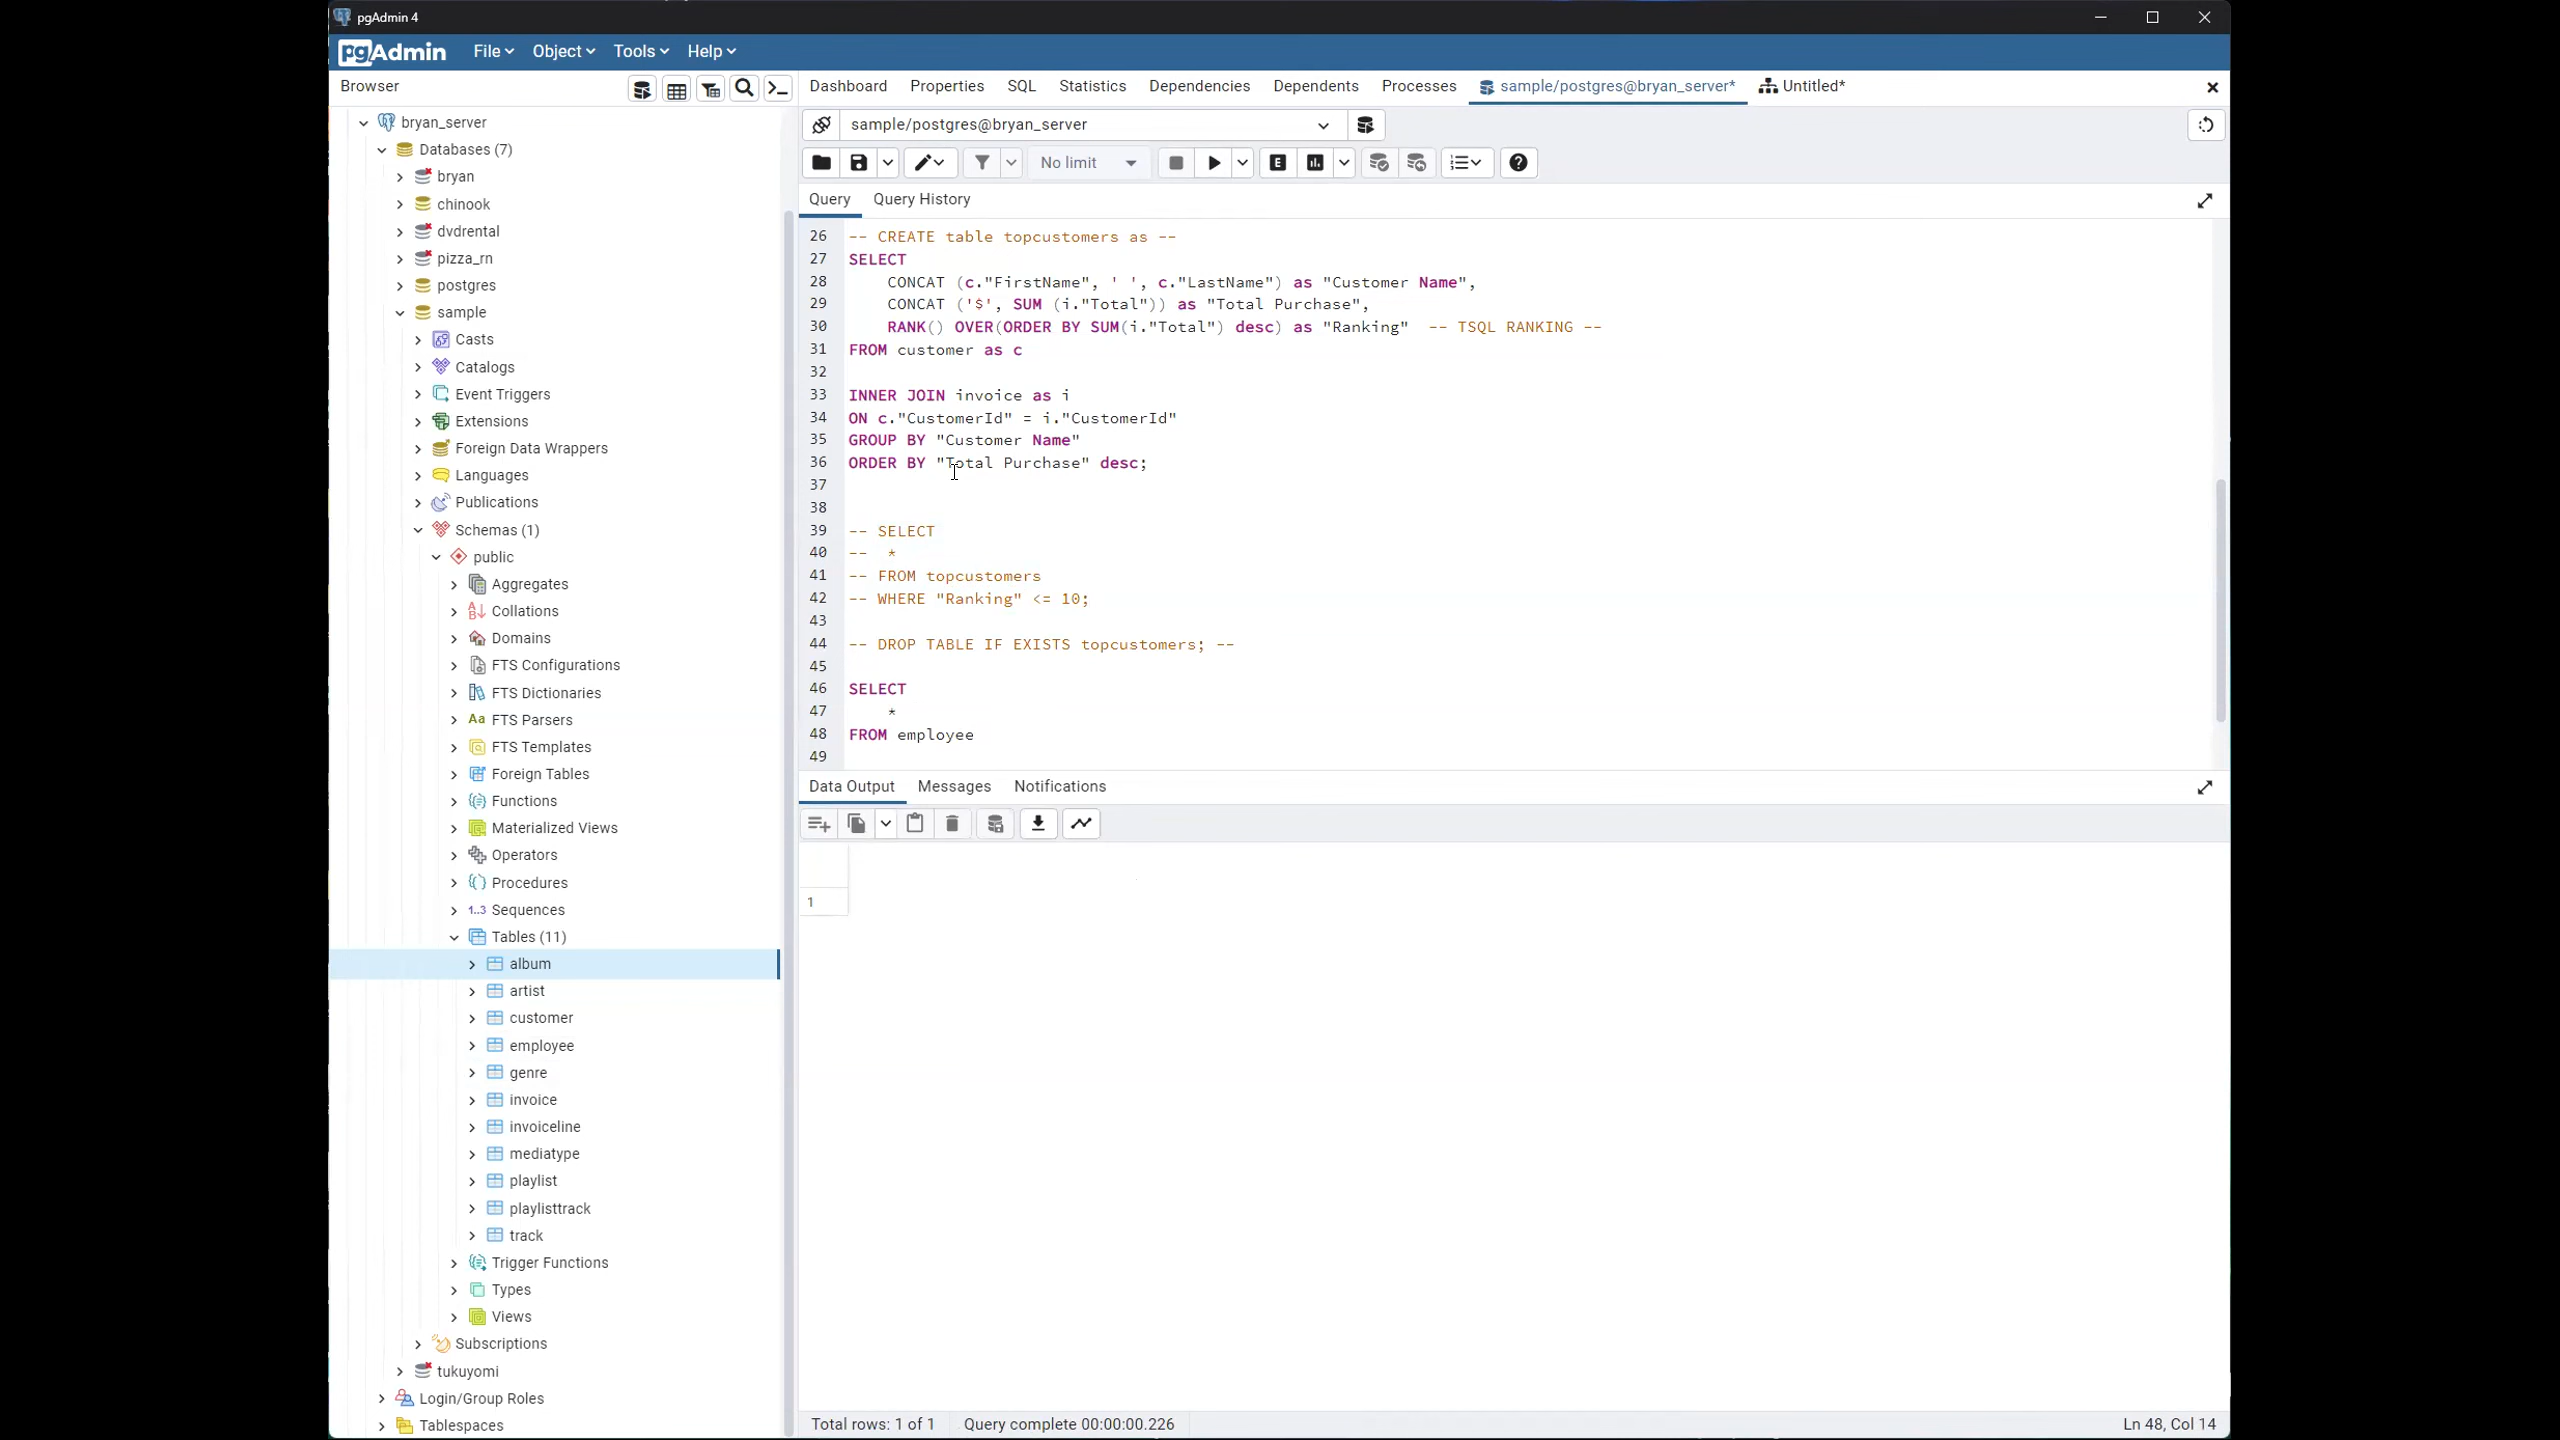 pgAdmin 4
pgAdmin File Object Tools Help
Browser
Dashboard Properties SQL Statistics Dependencies Dependents Processes sample/postgres@bryan_server* Untitled*
bryan_server
Databases (7)
bryan
chinook
dvdrental
pizza_rn
postgres
sample
Casts
Catalogs
Event Triggers
Extensions
Foreign Data Wrappers
Languages
Publications
Schemas (1)
public
Aggregates
Collations
Domains
FTS Configurations
FTS Dictionaries
Aa FTS Parsers
FTS Templates
Foreign Tables
Functions
Materialized Views
Operators
Procedures
1..3 Sequences
Tables (11)
album
artist
customer
employee
genre
invoice
invoiceline
mediatype
playlist
playlisttrack
track
Trigger Functions
Types
Views
Subscriptions
tukuyomi
Login/Group Roles
Tablespaces
sample/postgres@bryan_server
No limit
E
Query Query History
26 -- CREATE table topcustomers as --
27 SELECT
28 CONCAT (c."FirstName", ' ', c."LastName") as "Customer Name",
29 CONCAT ('$', SUM (i."Total")) as "Total Purchase",
30 RANK() OVER(ORDER BY SUM(i."Total") desc) as "Ranking" -- TSQL RANKING --
31 FROM customer as c
32
33 INNER JOIN invoice as i
34 ON c."CustomerId" = i."CustomerId"
35 GROUP BY "Customer Name"
36 ORDER BY "Total Purchase" desc;
37
38
39 -- SELECT
40 -- *
41 -- FROM topcustomers
42 -- WHERE "Ranking" <= 10;
43
44 -- DROP TABLE IF EXISTS topcustomers; --
45
46 SELECT
47 *
48 FROM employee
49
Data Output Messages Notifications
1
Total rows: 1 of 1 Query complete 00:00:00.226 Ln 48, Col 14